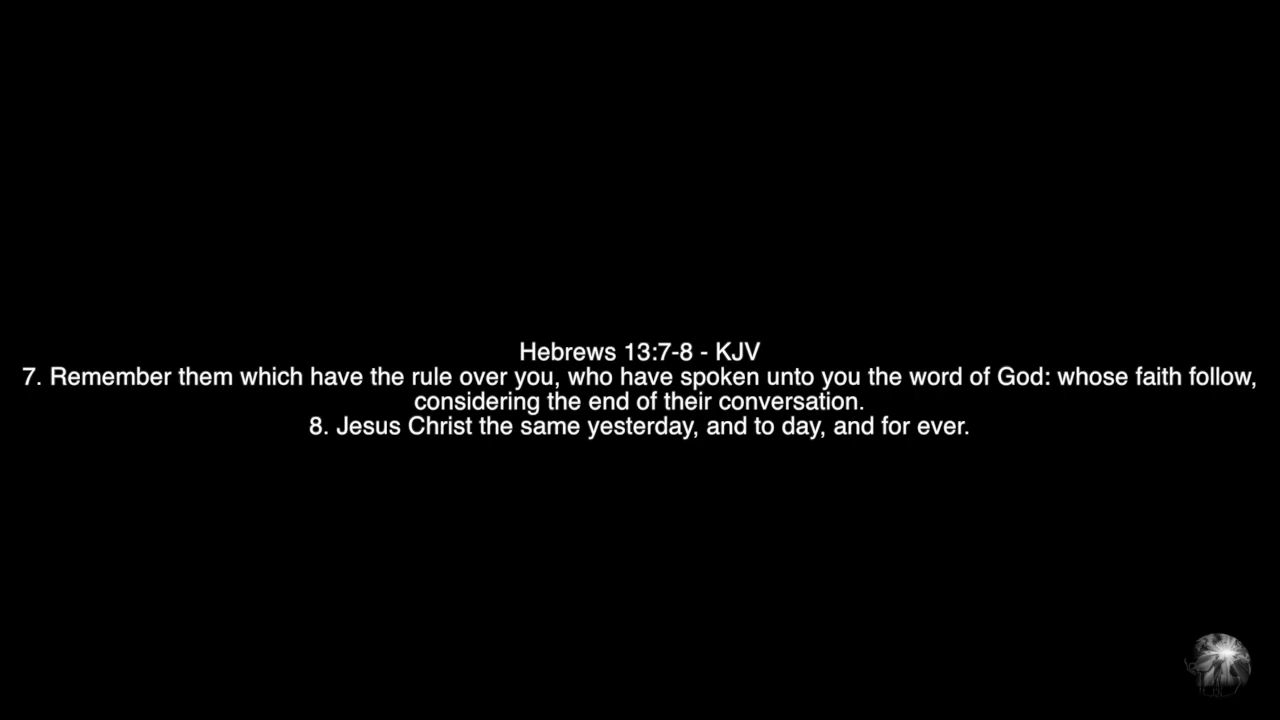 Hebrews 13:7-8 - KJV
7. Remember them which have the rule over you, who have spoken unto you the word of God: whose faith follow,
considering the end of their conversation.
8. Jesus Christ the same yesterday, and to day, and for ever.